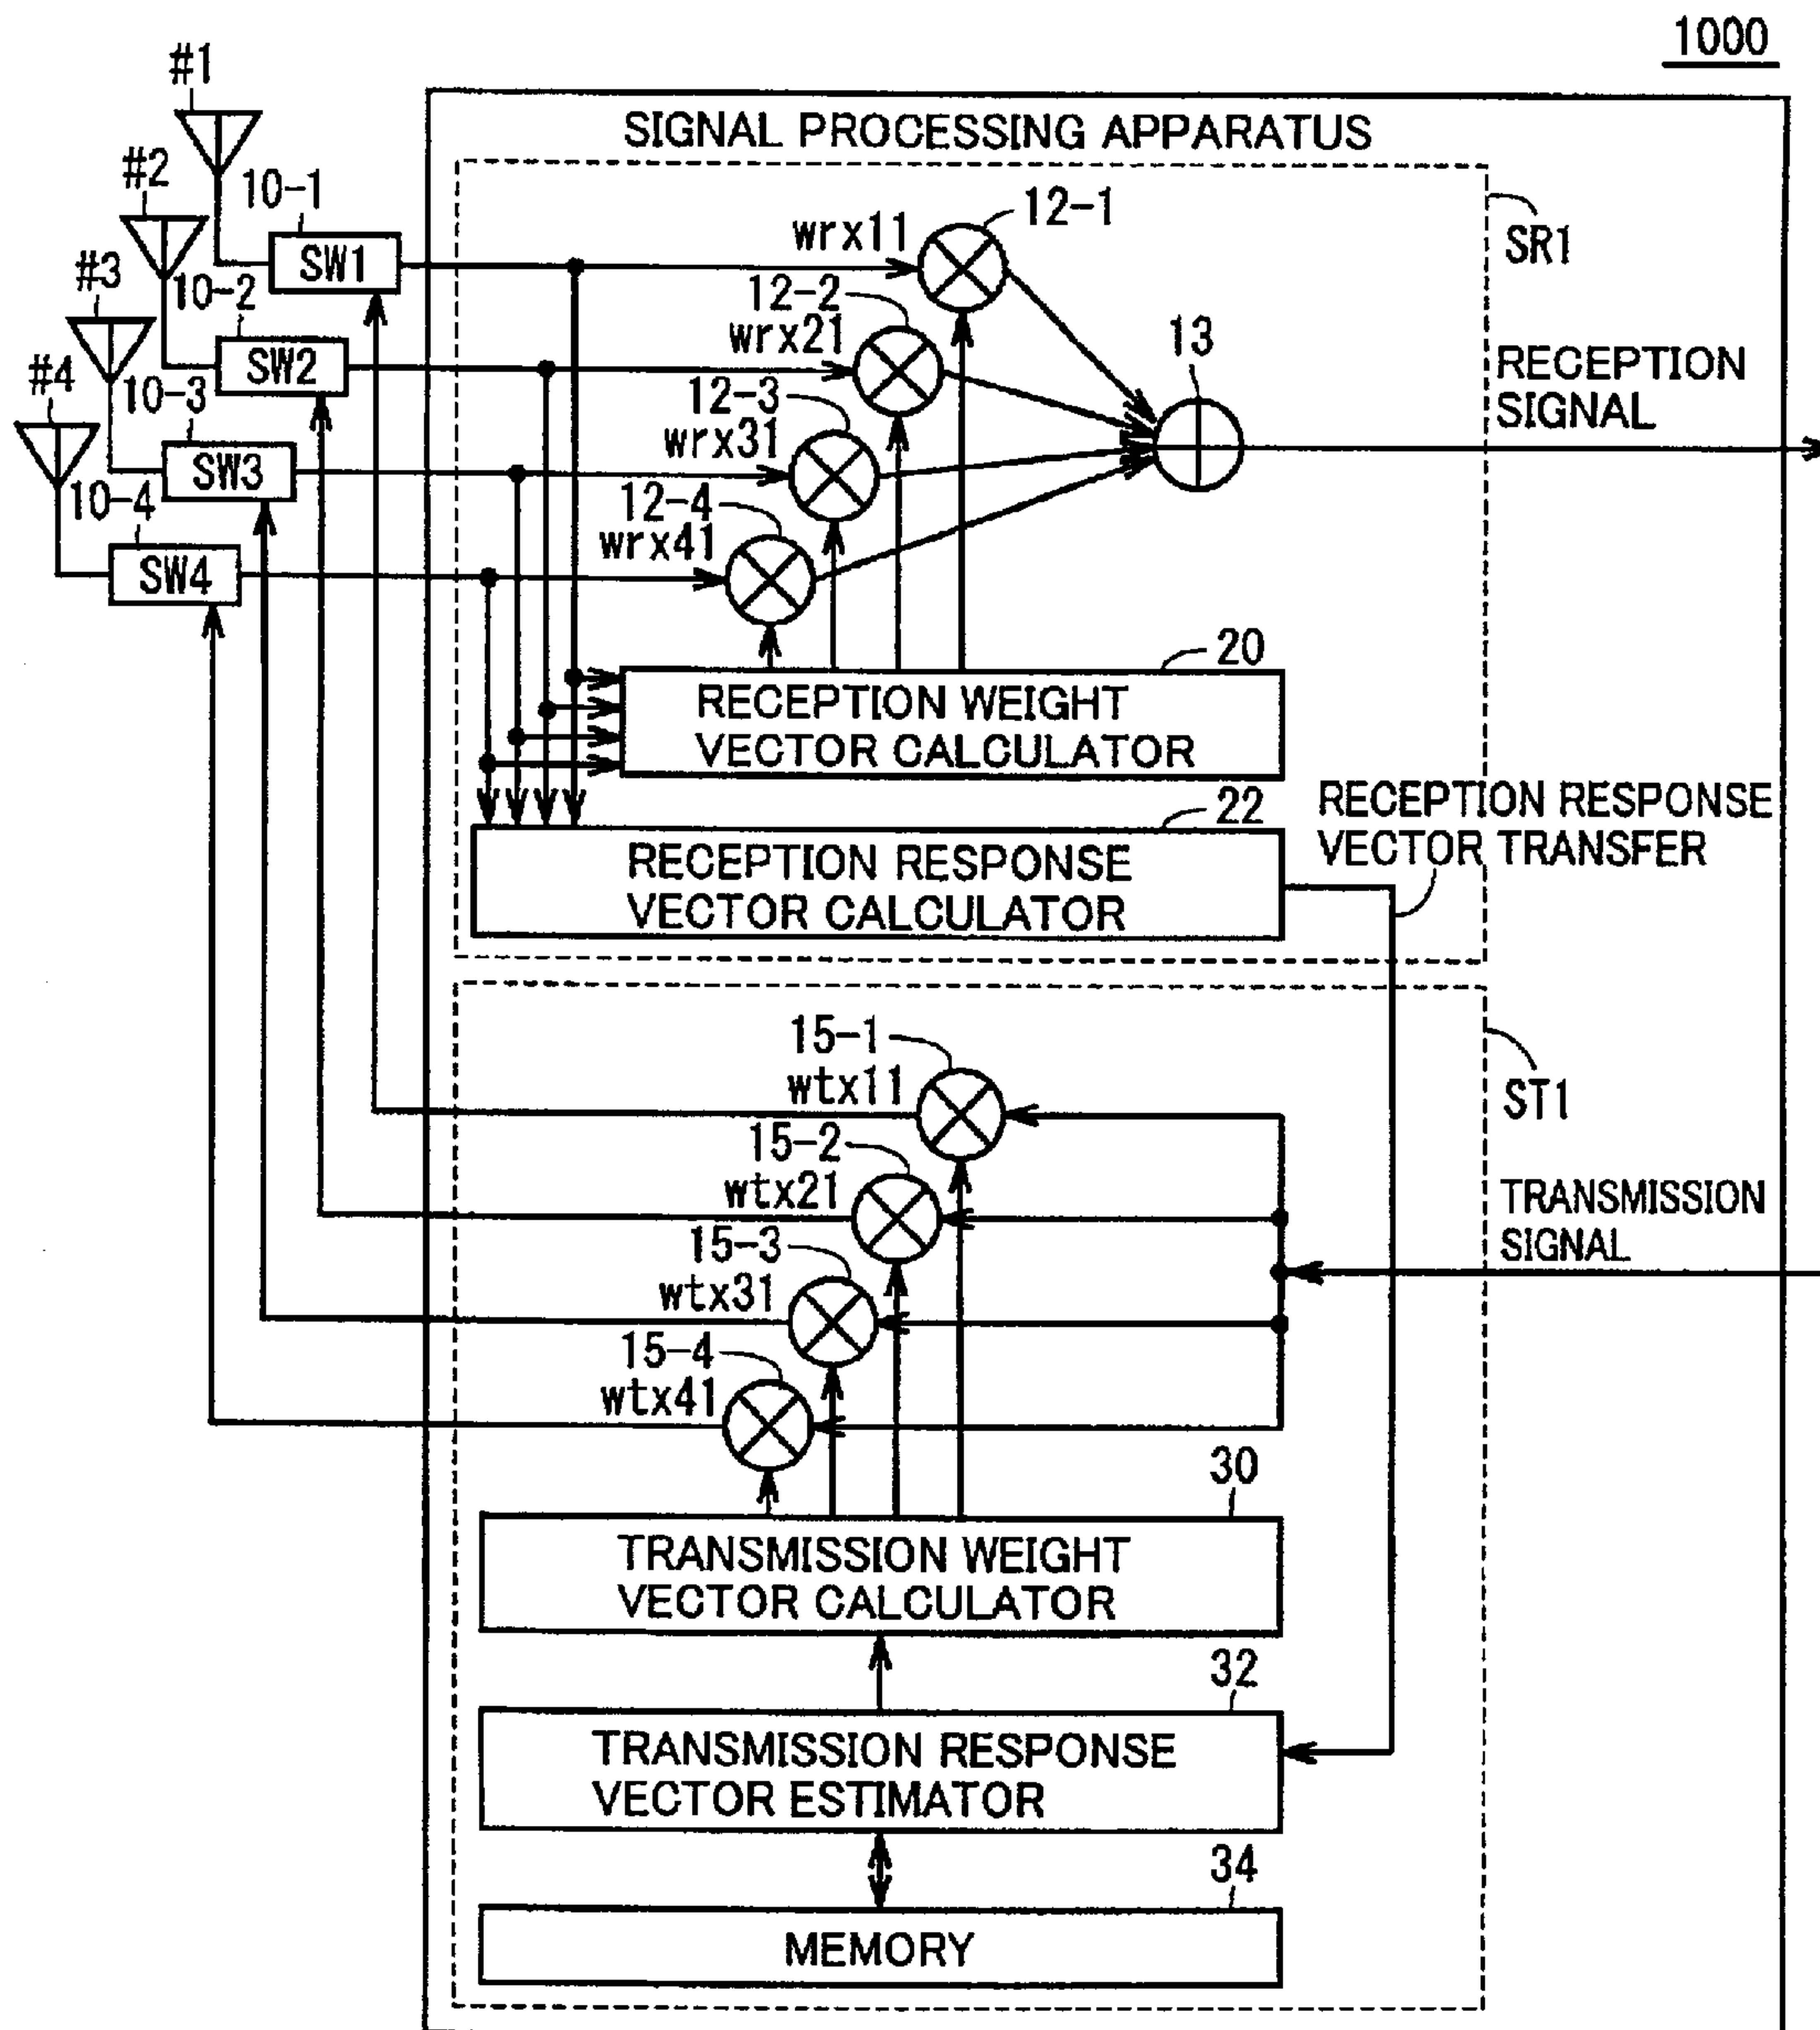 1000
#1
SIGNAL PROCESSING APPARATUS
#2
10-1
12-1
wrx11
SW1
SR1
#3
10-2
12-2
wrx21
13
SW2
RECEPTION
SIGNAL
#4
10-3
12-3
wrx31
SW3
10-4
12-4
wrx41
SW4
20
RECEPTION WEIGHT
VECTOR CALCULATOR
22
RECEPTION RESPONSE
VECTOR TRANSFER
RECEPTION RESPONSE
VECTOR CALCULATOR
15-1
wtx11
ST1
15-2
wtx21
TRANSMISSION
SIGNAL
15-3
wtx31
15-4
wtx41
30
TRANSMISSION WEIGHT
VECTOR CALCULATOR
32
TRANSMISSION RESPONSE
VECTOR ESTIMATOR
34
MEMORY